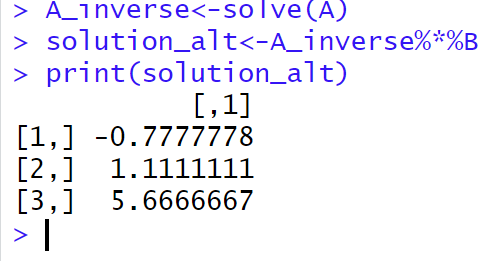 > A_inverse<-solve(A)
> solution_alt<-A_inverse%*%B
> print(solution_alt)
           [,1]
[1,] -0.7777778
[2,]  1.1111111
[3,]  5.6666667
>